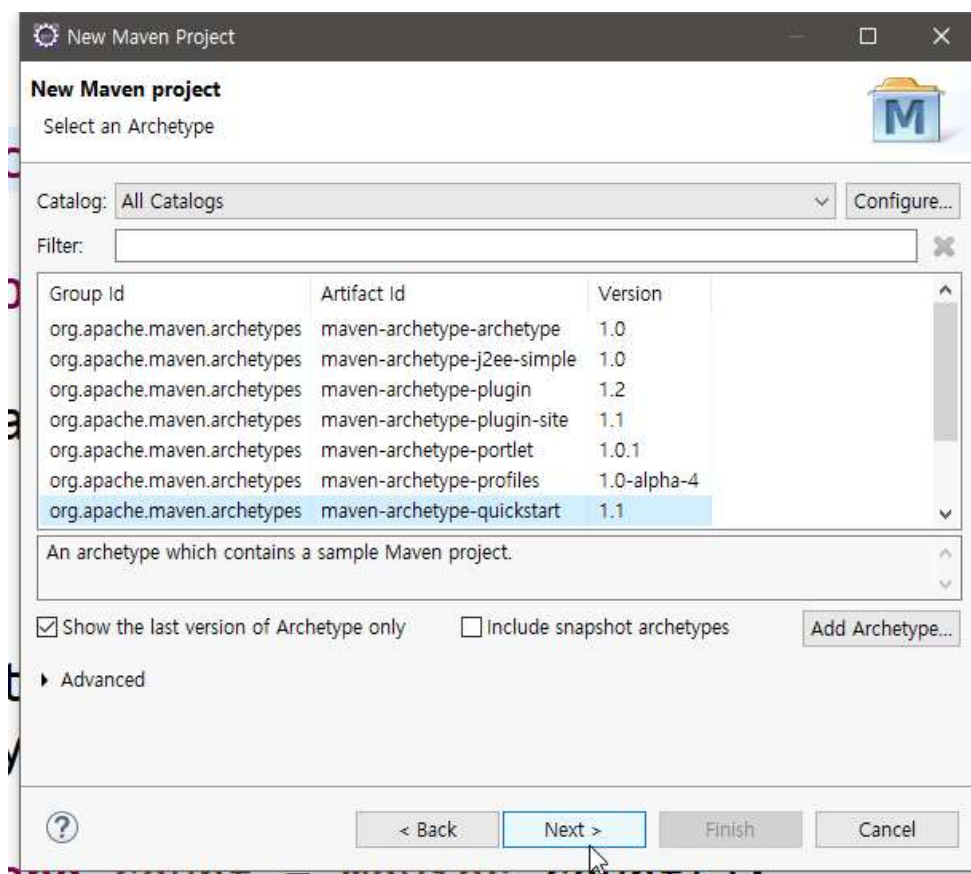 New Maven Project
New Maven project
Select an Archetype
M
Catalog: All Catalogs Configure...
Filter:
Group Id Artifact Id Version
org.apache.maven.archetypes maven-archetype-archetype 1.0
org.apache.maven.archetypes maven-archetype-j2ee-simple 1.0
org.apache.maven.archetypes maven-archetype-plugin 1.2
org.apache.maven.archetypes maven-archetype-plugin-site 1.1
org.apache.maven.archetypes maven-archetype-portlet 1.0.1
org.apache.maven.archetypes maven-archetype-profiles 1.0-alpha-4
org.apache.maven.archetypes maven-archetype-quickstart 1.1
An archetype which contains a sample Maven project.
Show the last version of Archetype only Include snapshot archetypes Add Archetype...
Advanced
? < Back Next > Finish Cancel